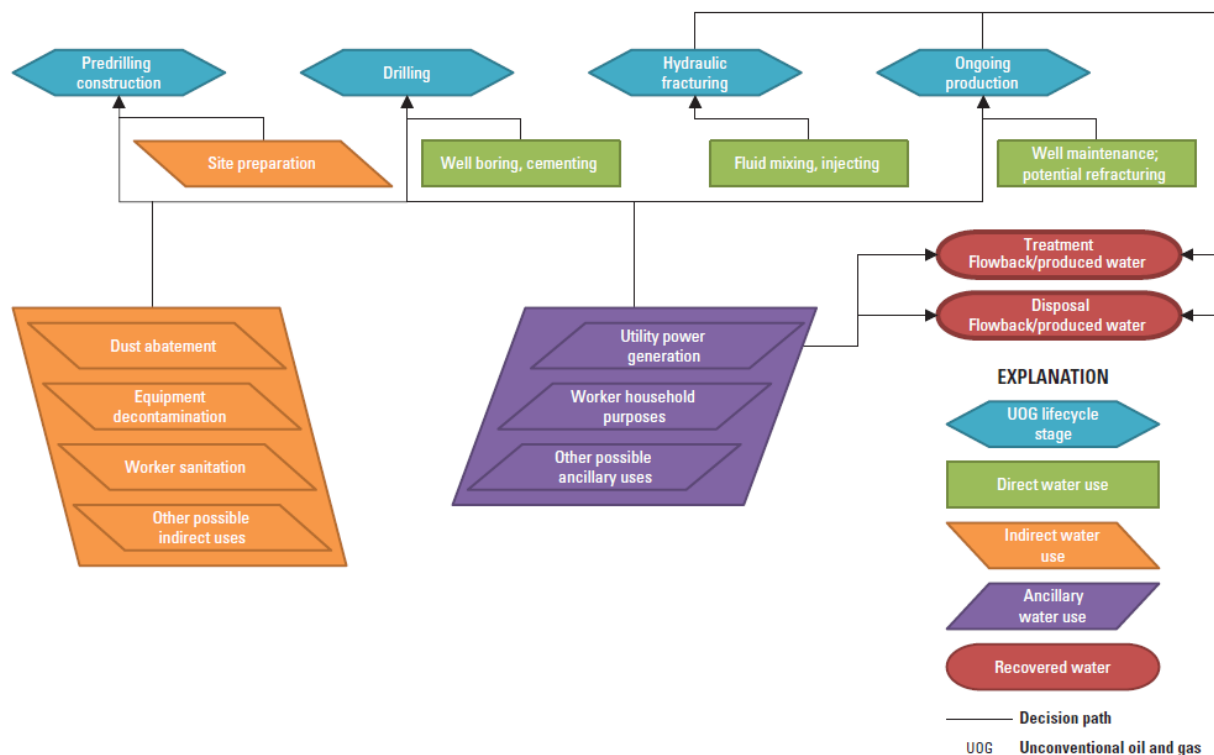 Predrilling
construction
Drilling
Hydraulic
fracturing
Ongoing
production
Site preparation
Well boring, cementing
Fluid mixing, injecting
Well maintenance;
potential refracturing
Treatment
Flowback/produced water
Disposal
Flowback/produced water
Dust abatement
Equipment
decontamination
Worker sanitation
Other possible
indirect uses
Utility power
generation
Worker household
purposes
Other possible
ancillary uses
EXPLANATION
UOG lifecycle
stage
Direct water use
Indirect water
use
Ancillary
water use
Recovered water
Decision path
UOG Unconventional oil and gas